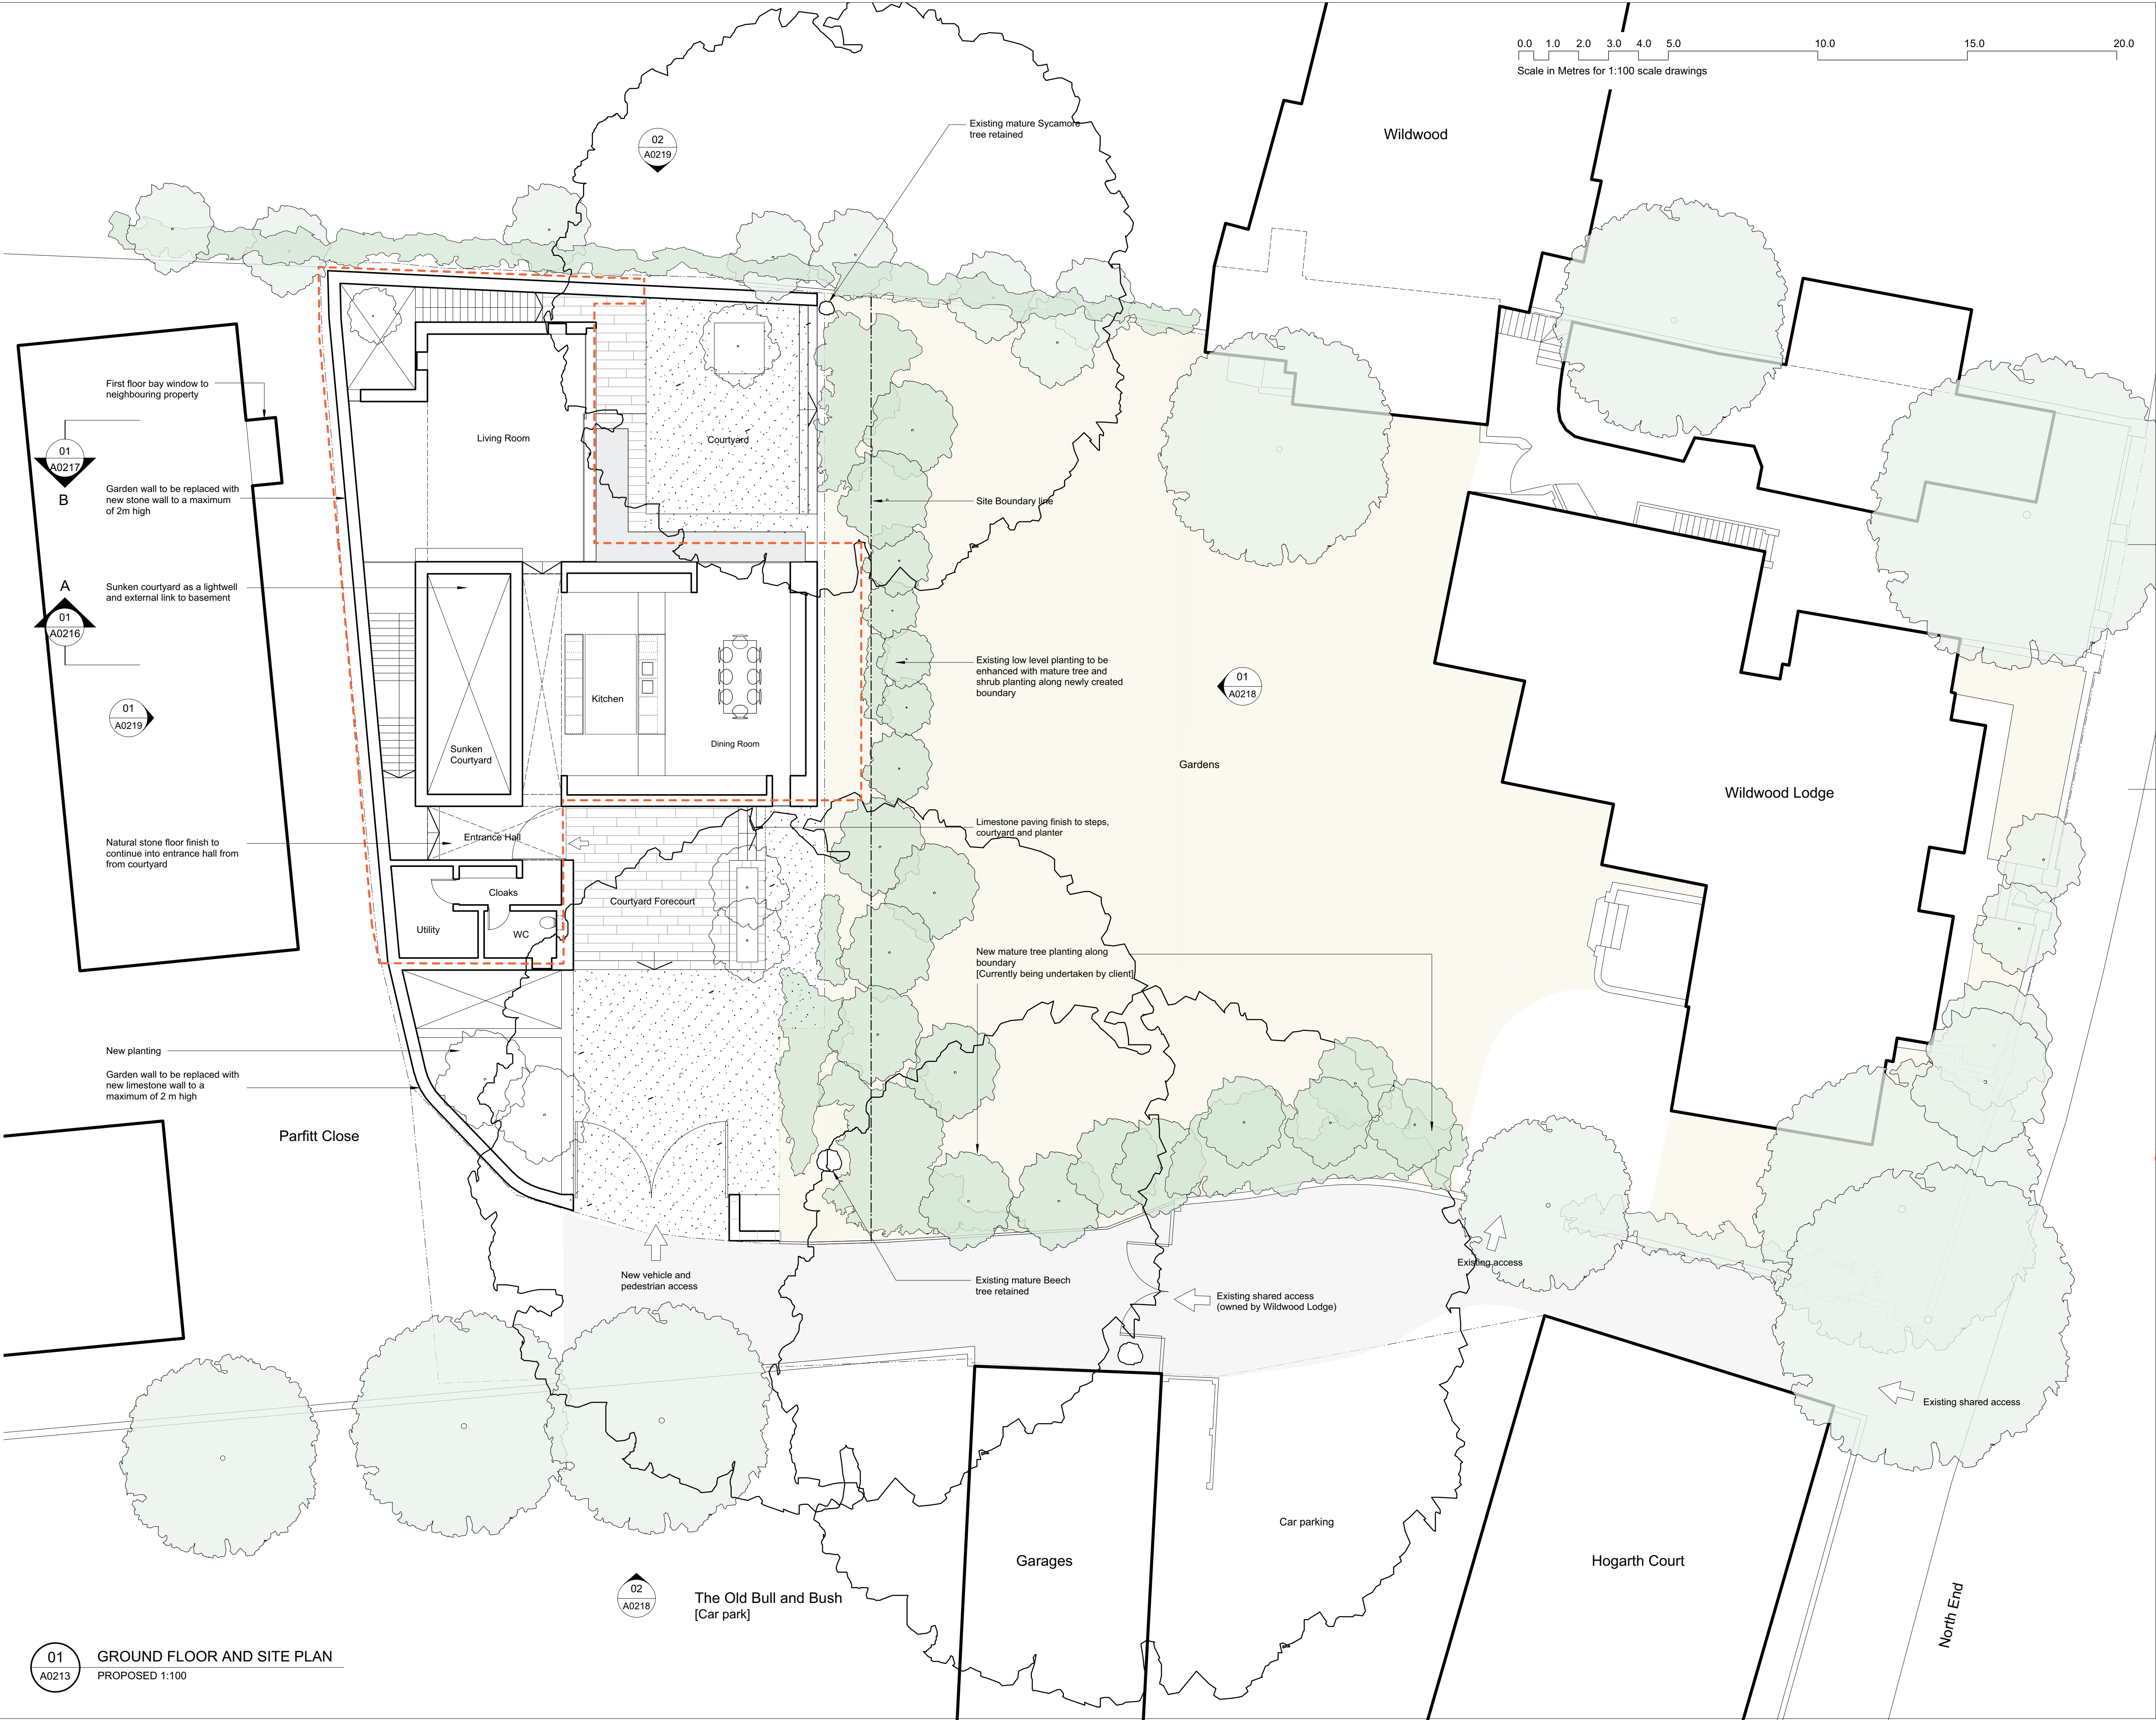 0.0 1.0 2.0 3.0 4.0 5.0 10.0 15.0 20.0
Scale in Metres for 1:100 scale drawings
Existing mature Sycamore
tree retained
Wildwood
02
A0219
First floor bay window to
neighbouring property
Living Room
Courtyard
01
A0217
B
Garden wall to be replaced with
new stone wall to a maximum
of 2m high
Site Boundary line
A
01
A0216
Sunken courtyard as a lightwell
and external link to basement
Existing low level planting to be
enhanced with mature tree and
shrub planting along newly created
boundary
01
A0218
Kitchen
01
A0219
Dining Room
Sunken
Courtyard
Gardens
Wildwood Lodge
Limestone paving finish to steps,
courtyard and planter
Entrance Hall
Natural stone floor finish to
continue into entrance hall from
from courtyard
Cloaks
Courtyard Forecourt
Utility
WC
New mature tree planting along
boundary
[Currently being undertaken by client]
New planting
Garden wall to be replaced with
new limestone wall to a
maximum of 2 m high
Parfitt Close
New vehicle and
pedestrian access
Existing mature Beech
tree retained
Existing access
Existing shared access
(owned by Wildwood Lodge)
Existing shared access
Car parking
Garages
Hogarth Court
North End
02
A0218
The Old Bull and Bush
[Car park]
01
A0213
GROUND FLOOR AND SITE PLAN
PROPOSED 1:100